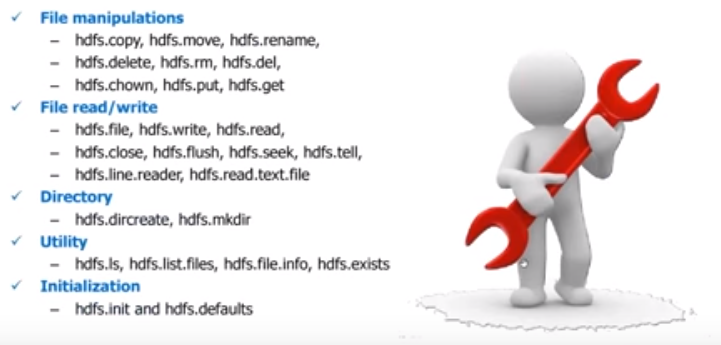 ✓ File manipulations
– hdfs.copy, hdfs.move, hdfs.rename,
– hdfs.delete, hdfs.rm, hdfs.del,
– hdfs.chown, hdfs.put, hdfs.get
✓ File read/write
– hdfs.file, hdfs.write, hdfs.read,
– hdfs.close, hdfs.flush, hdfs.seek, hdfs.tell,
– hdfs.line.reader, hdfs.read.text.file
✓ Directory
– hdfs.dircreate, hdfs.mkdir
✓ Utility
– hdfs.ls, hdfs.list.files, hdfs.file.info, hdfs.exists
✓ Initialization
– hdfs.init and hdfs.defaults